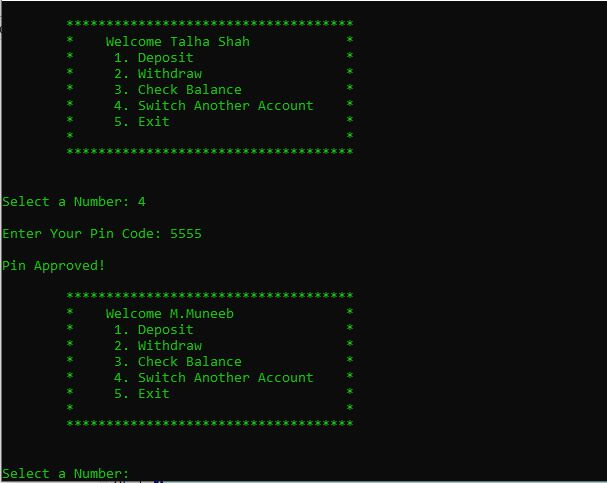 ************************************
*    Welcome Talha Shah            *
*     1. Deposit                   *
*     2. Withdraw                  *
*     3. Check Balance             *
*     4. Switch Another Account    *
*     5. Exit                      *
*                                  *
************************************
Select a Number: 4
Enter Your Pin Code: 5555
Pin Approved!
************************************
*    Welcome M.Muneeb              *
*     1. Deposit                   *
*     2. Withdraw                  *
*     3. Check Balance             *
*     4. Switch Another Account    *
*     5. Exit                      *
*                                  *
************************************
Select a Number: